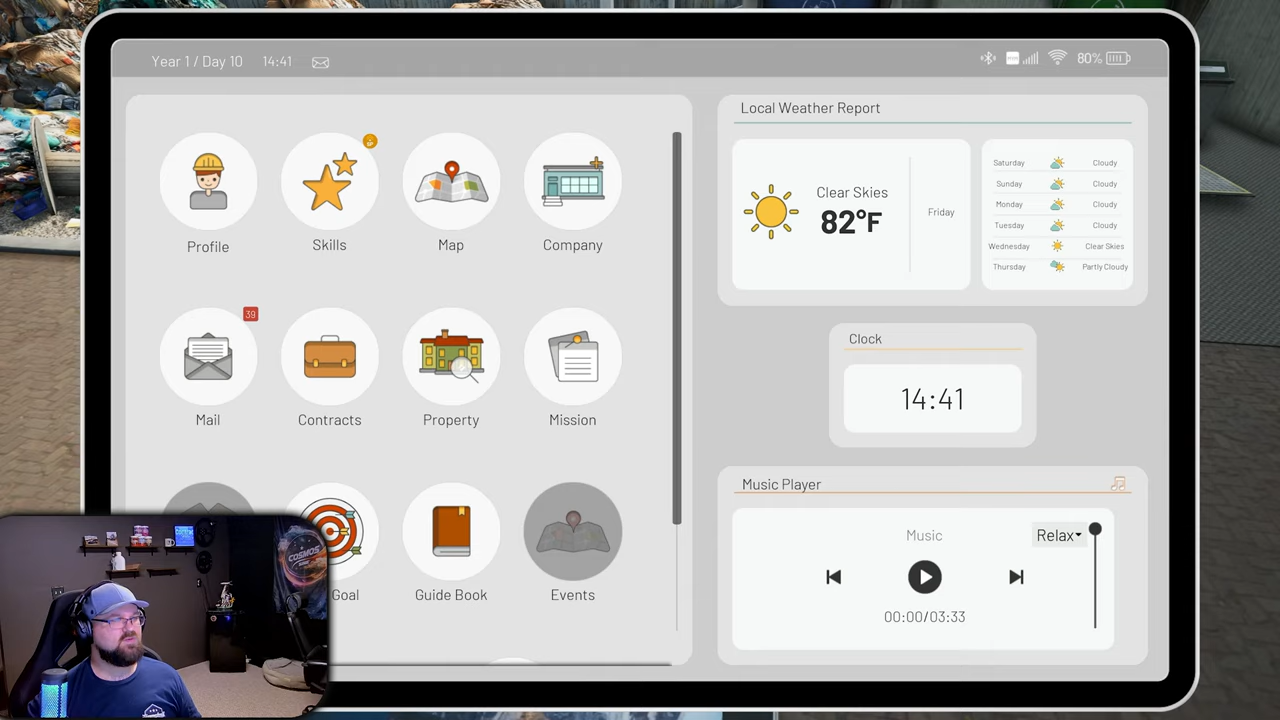 Year 1 / Day 10 14:41 80%
Profile Skills Map Company
39
Mail Contracts Property Mission
Goal Guide Book Events
Local Weather Report
Clear Skies
82°F
Friday
Saturday Cloudy
Sunday Cloudy
Monday Cloudy
Tuesday Cloudy
Wednesday Clear Skies
Thursday Partly Cloudy
Clock
14:41
Music Player
Music
Relax
00:00/03:33
COSMOS